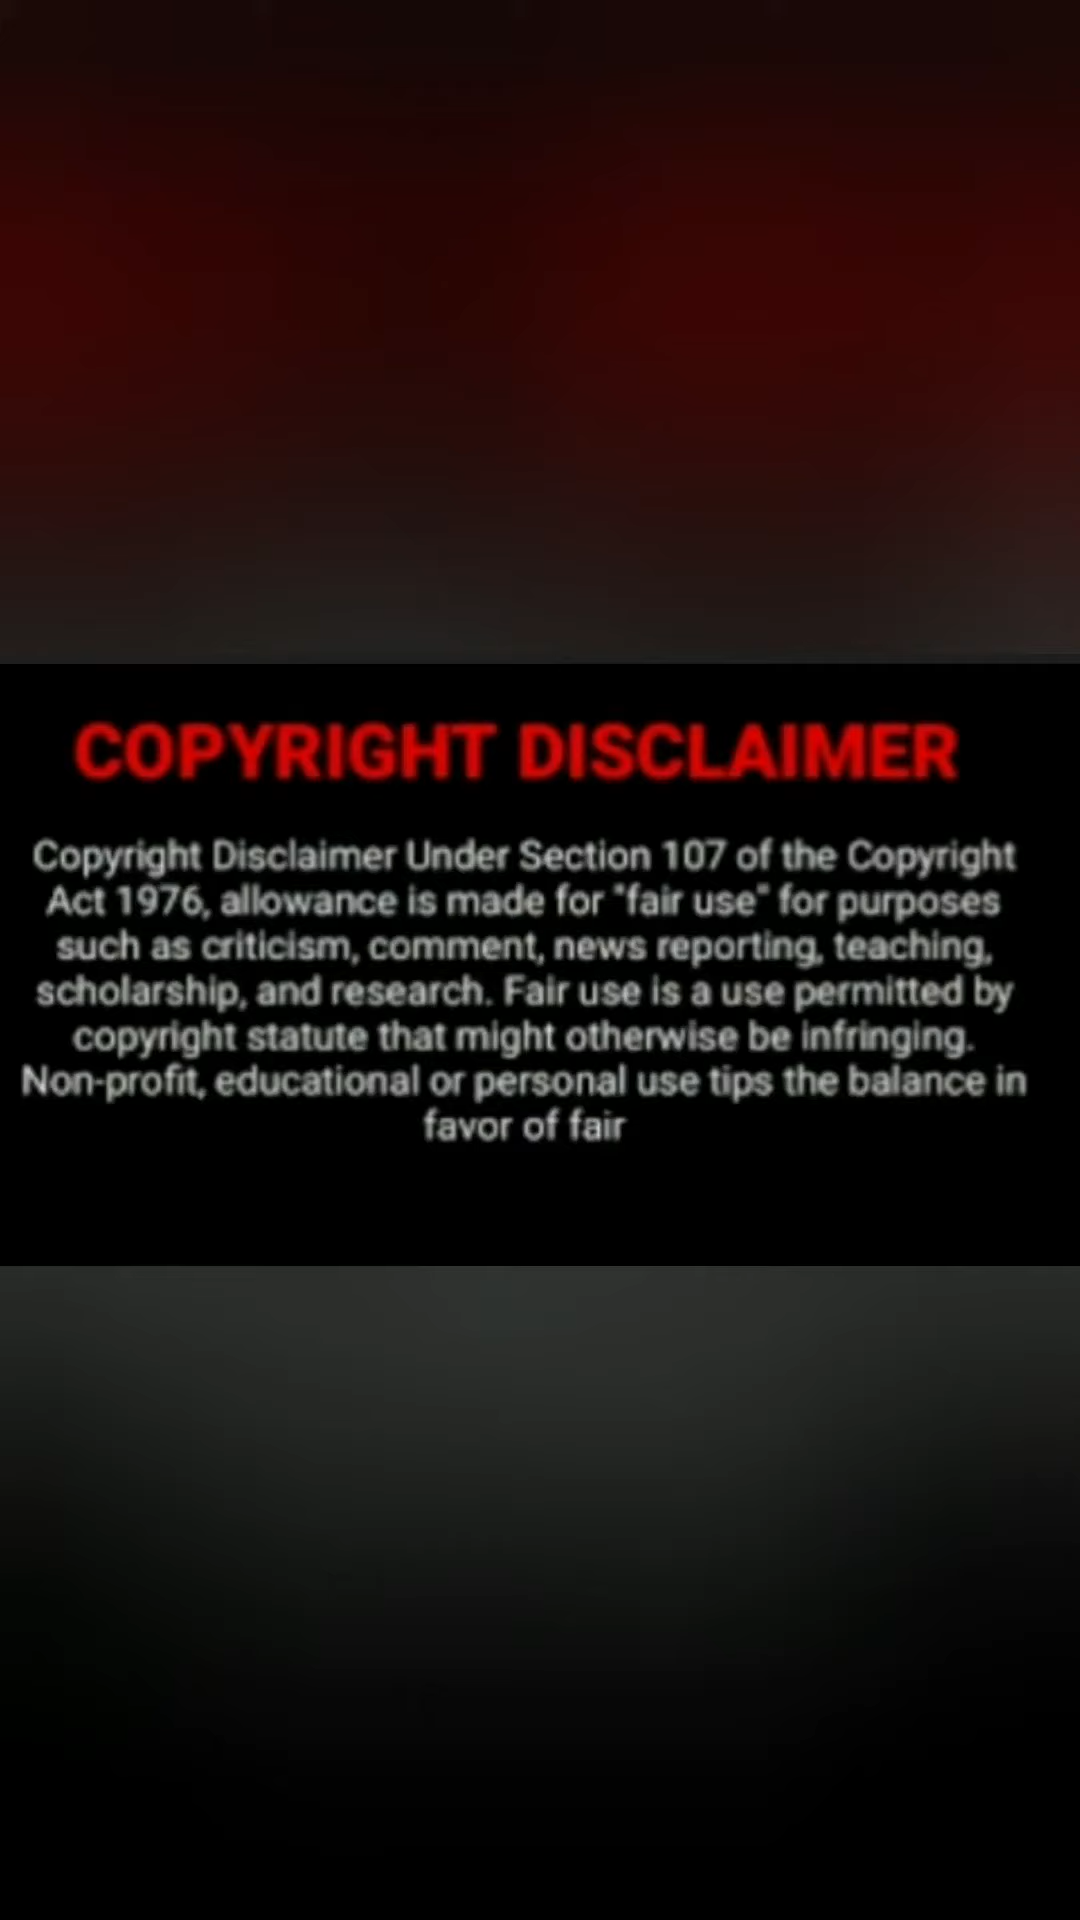 COPYRIGHT DISCLAIMER
Copyright Disclaimer Under Section 107 of the Copyright
Act 1976, allowance is made for "fair use" for purposes
such as criticism, comment, news reporting, teaching,
scholarship, and research. Fair use is a use permitted by
copyright statute that might otherwise be infringing.
Non-profit, educational or personal use tips the balance in
favor of fair